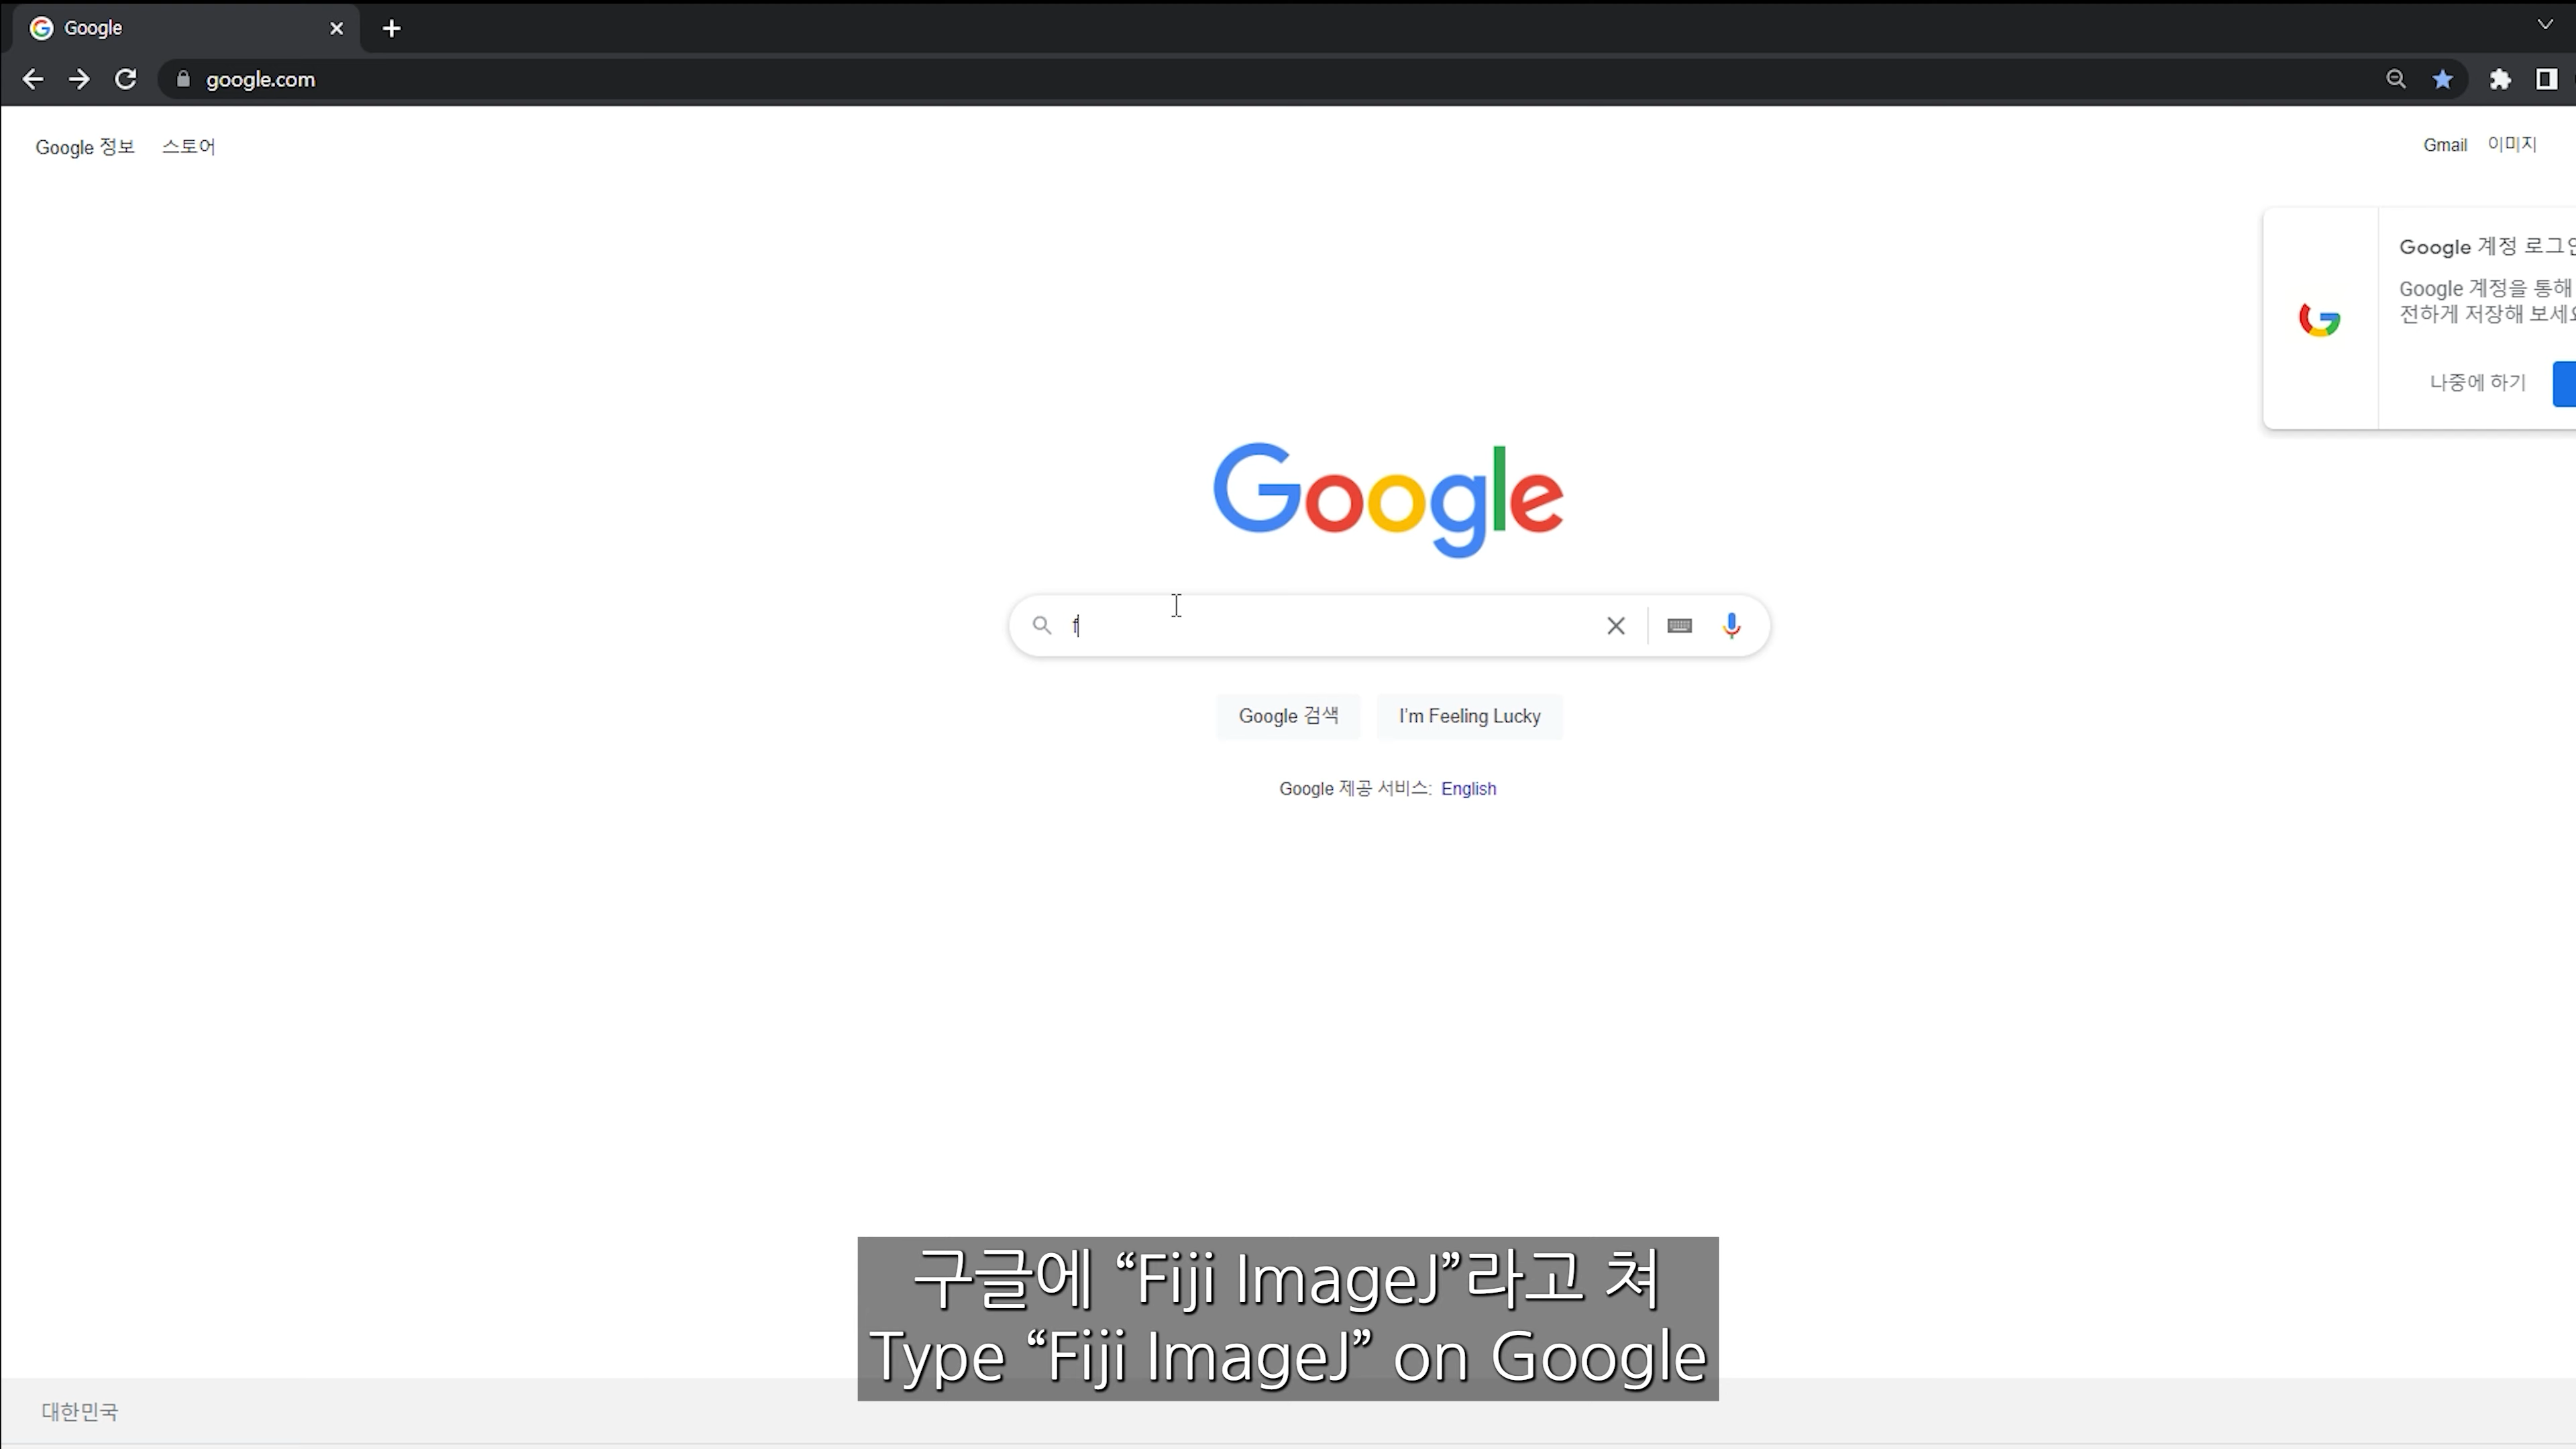 Google
google.com
Google 정보 스토어
Gmail 이미지
Google 계정 로그인
Google 계정을 통해
전하게 저장해 보세요
나중에 하기
Google
f
Google 검색 I'm Feeling Lucky
Google 제공 서비스: English
구글에 “Fiji ImageJ”라고 쳐
Type “Fiji ImageJ” on Google
대한민국